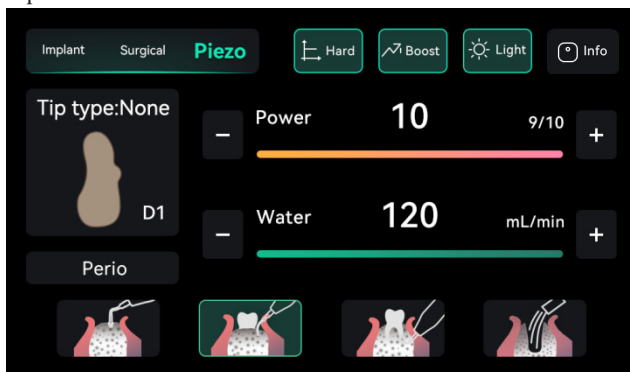 Implant Surgical Piezo Hard Boost Light Info
Tip type:None
D1
Perio
Power 10 9/10
Water 120 mL/min